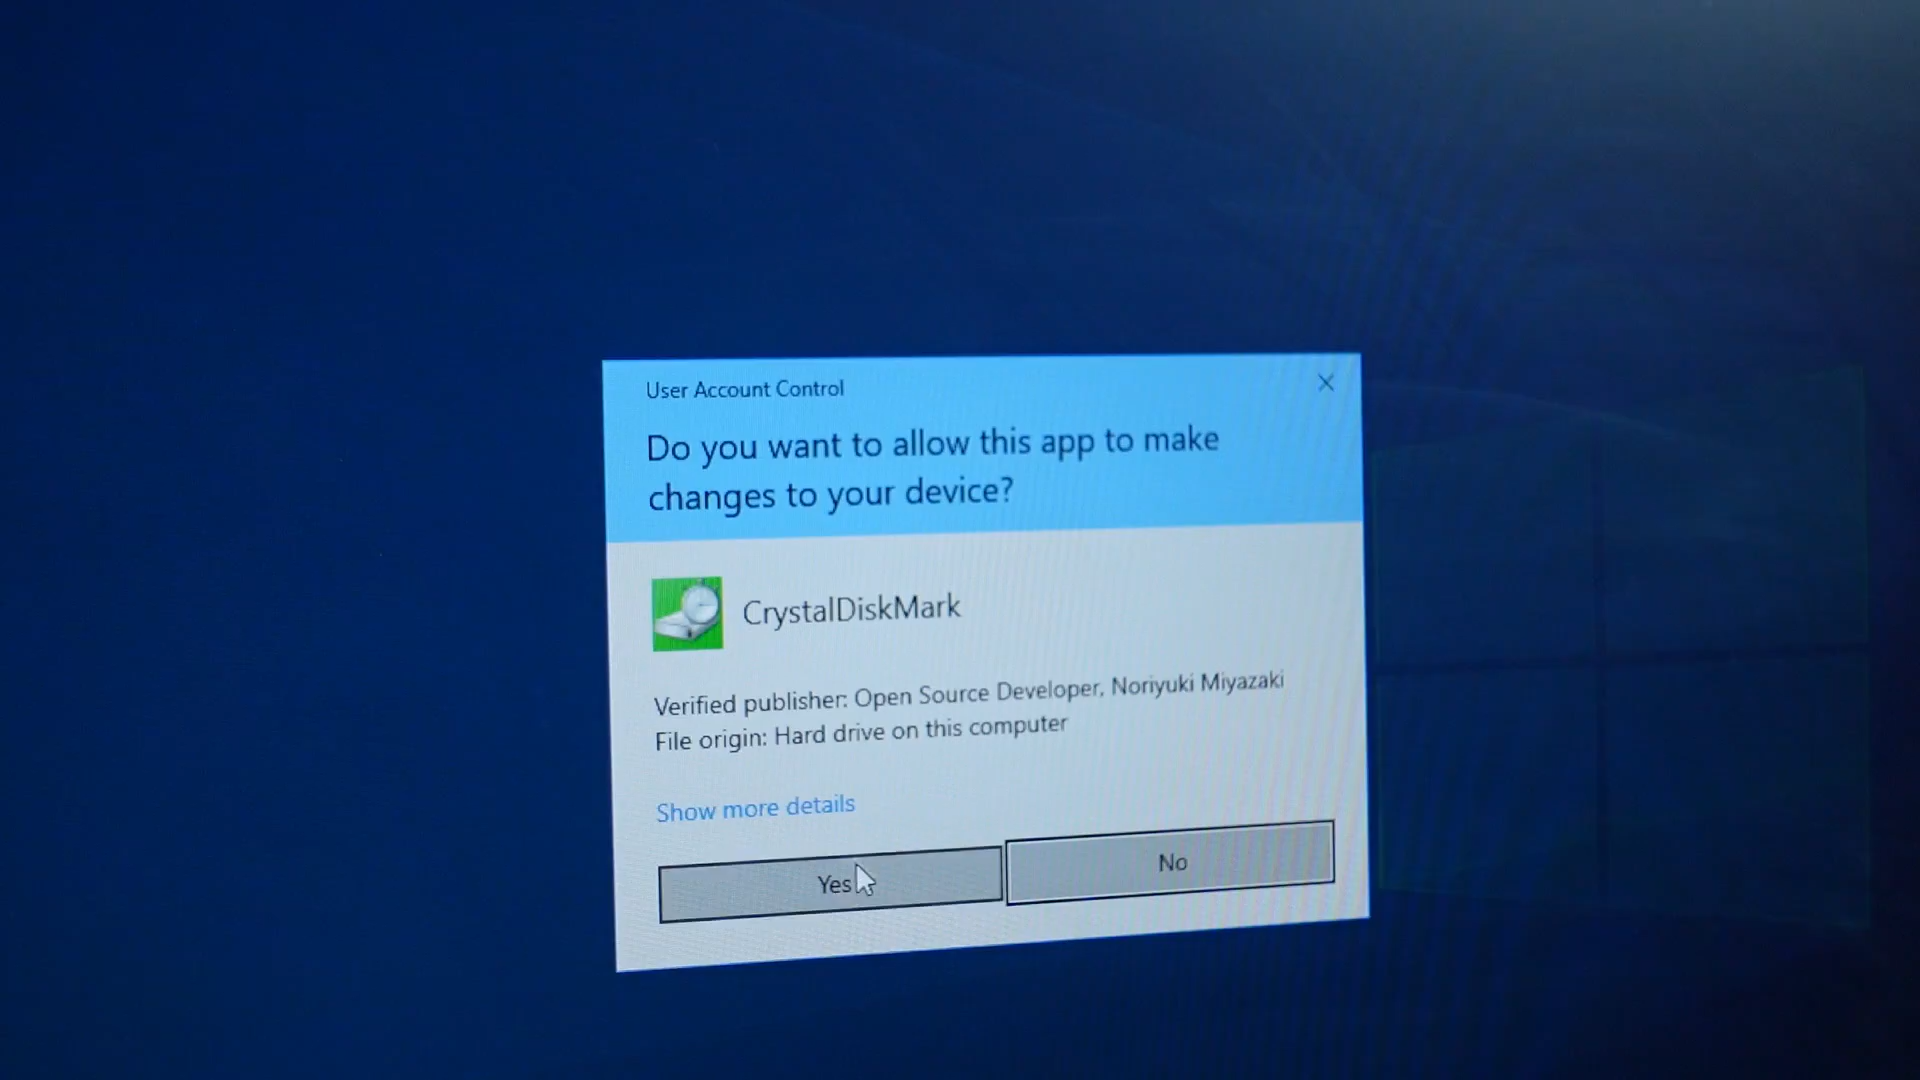 User Account Control
Do you want to allow this app to make
changes to your device?
CrystalDiskMark
Verified publisher: Open Source Developer, Noriyuki Miyazaki
File origin: Hard drive on this computer
Show more details
Yes
No